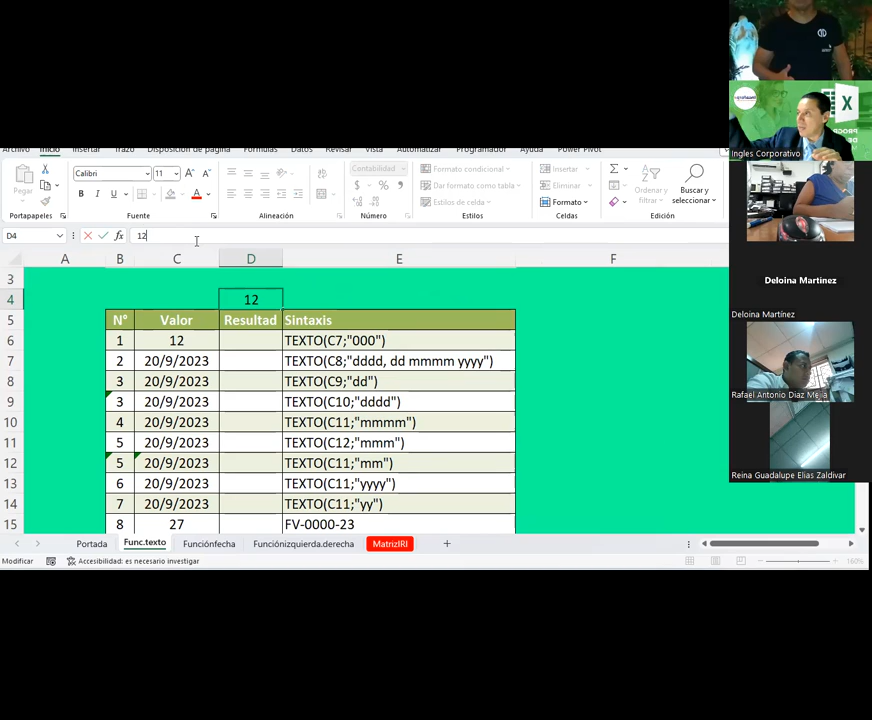 Archivo Inicio Insertar Trazo Disposición de página Fórmulas Datos Revisar Vista Automatizar Programador Ayuda Power Pivot
Pegar
Calibri 11 A A
N K S A
Contabilidad
$ % ,
Formato condicional
Dar formato como tabla
Estilos de celda
Insertar
Eliminar
Formato
Ordenar y filtrar
Buscar y seleccionar
Portapapeles Fuente Alineación Número Estilos Celdas Edición
D4 fx 12
A B C D E F
3
4 12
5 N° Valor Resultad Sintaxis
6 1 12 TEXTO(C7;"000")
7 2 20/9/2023 TEXTO(C8;"dddd, dd mmmm yyyy")
8 3 20/9/2023 TEXTO(C9;"dd")
9 3 20/9/2023 TEXTO(C10;"dddd")
10 4 20/9/2023 TEXTO(C11;"mmmm")
11 5 20/9/2023 TEXTO(C12;"mmm")
12 5 20/9/2023 TEXTO(C11;"mm")
13 6 20/9/2023 TEXTO(C11;"yyyy")
14 7 20/9/2023 TEXTO(C11;"yy")
15 8 27 FV-0000-23
Portada Func.texto Funciónfecha Funciónizquierda.derecha MatrizIRI
Modificar Accesibilidad: es necesario investigar 160%
Ingles Corporativo
Deloina Martinez
Deloina Martínez
Rafael Antonio Diaz Mejia
Reina Guadalupe Elias Zaldivar